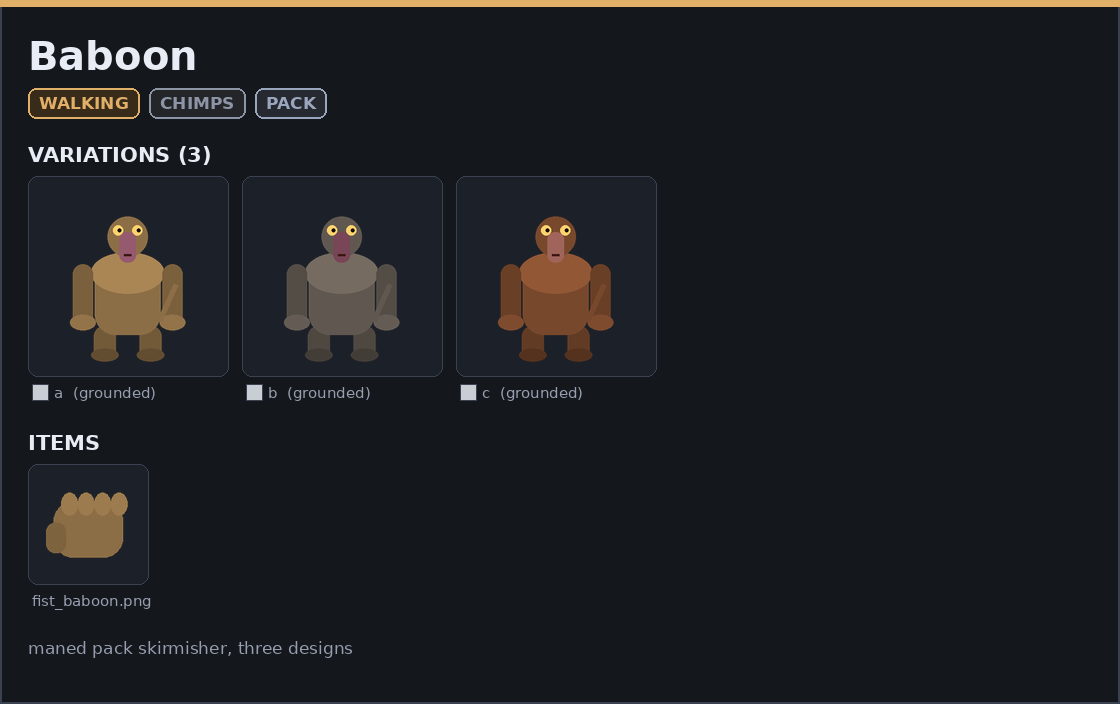 Baboon
WALKING CHIMPS PACK
VARIATIONS (3)
a (grounded) b (grounded) c (grounded)
ITEMS
fist_baboon.png
maned pack skirmisher, three designs